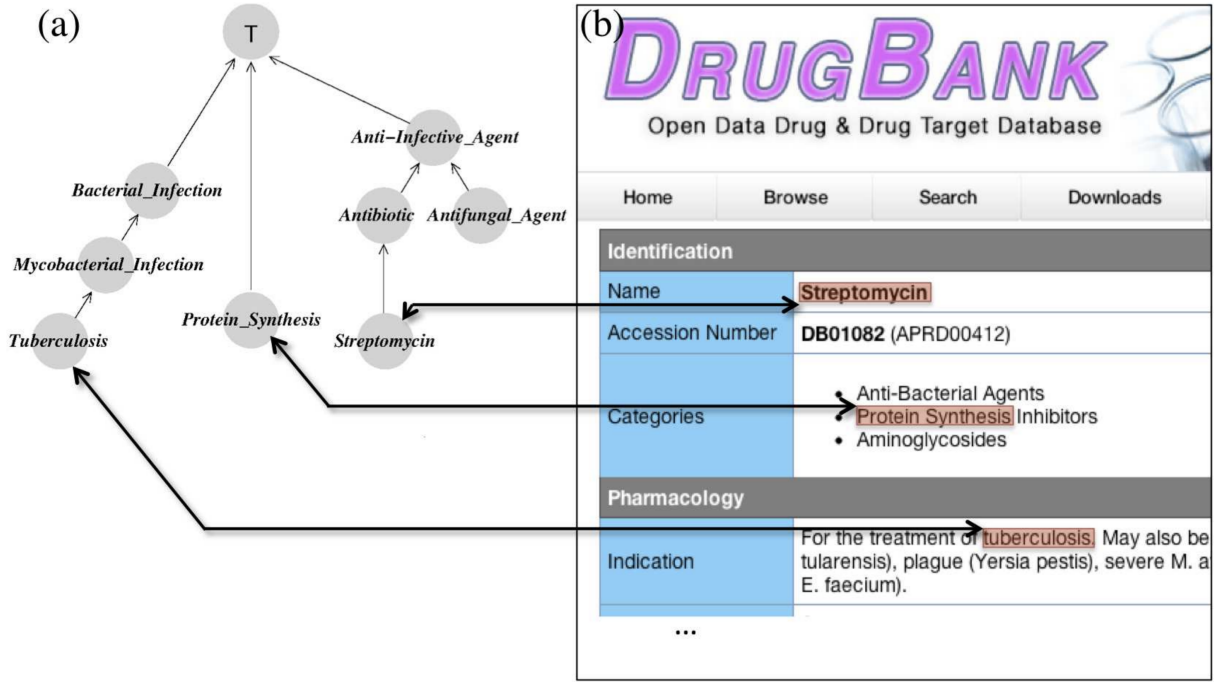 (a)
T
Anti-Infective_Agent
Bacterial_Infection
Antibiotic
Antifungal_Agent
Mycobacterial_Infection
Protein_Synthesis
Tuberculosis
Streptomycin
(b)
DRUGBANK
Open Data Drug & Drug Target Database
Home Browse Search Downloads
Identification
Name Streptomycin
Accession Number DB01082 (APRD00412)
Categories
• Anti-Bacterial Agents
• Protein Synthesis Inhibitors
• Aminoglycosides
Pharmacology
Indication
For the treatment of tuberculosis. May also be
tularensis), plague (Yersia pestis), severe M. a
E. faecium).
...